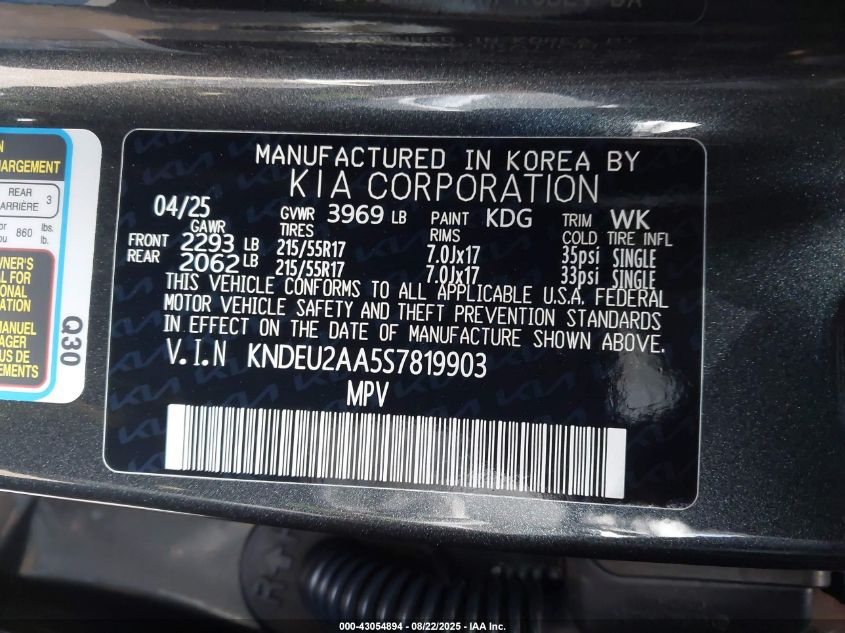 MANUFACTURED IN KOREA BY
KIA CORPORATION
04/25 GVWR 3969 LB PAINT KDG TRIM WK
GAWR TIRES RIMS COLD TIRE INFL
FRONT 2293 LB 215/55R17 7.0Jx17 35psi SINGLE
REAR 2062 LB 215/55R17 7.0Jx17 33psi SINGLE
THIS VEHICLE CONFORMS TO ALL APPLICABLE U.S.A. FEDERAL
MOTOR VEHICLE SAFETY AND THEFT PREVENTION STANDARDS
IN EFFECT ON THE DATE OF MANUFACTURE SHOWN ABOVE.
V.I.N KNDEU2AA5S7819903
MPV
REAR 3
ARRIÈRE
860 lbs.
lb.
Q30
000-43054894 - 08/22/2025 - IAA Inc.